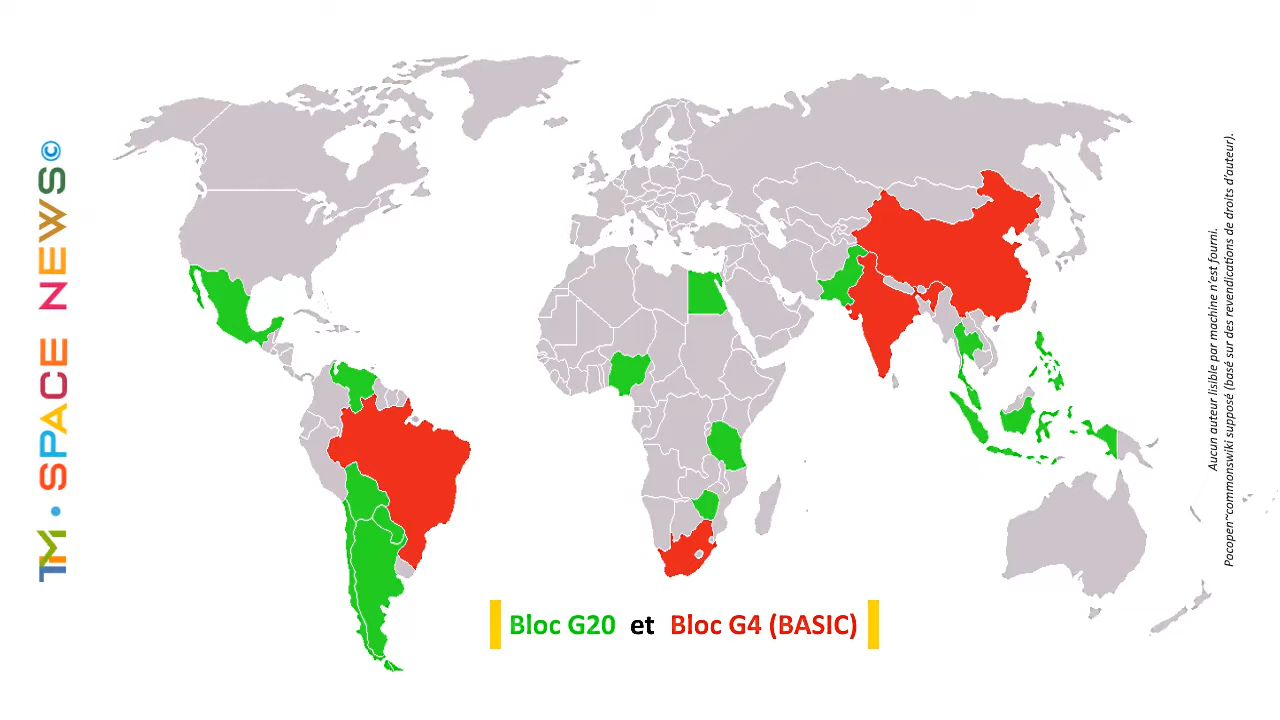 TM • SPACE NEWS©
Aucun auteur lisible par machine n'est fourni.
Pocopen~commonswiki supposé (basé sur des revendications de droits d'auteur).
Bloc G20 et Bloc G4 (BASIC)